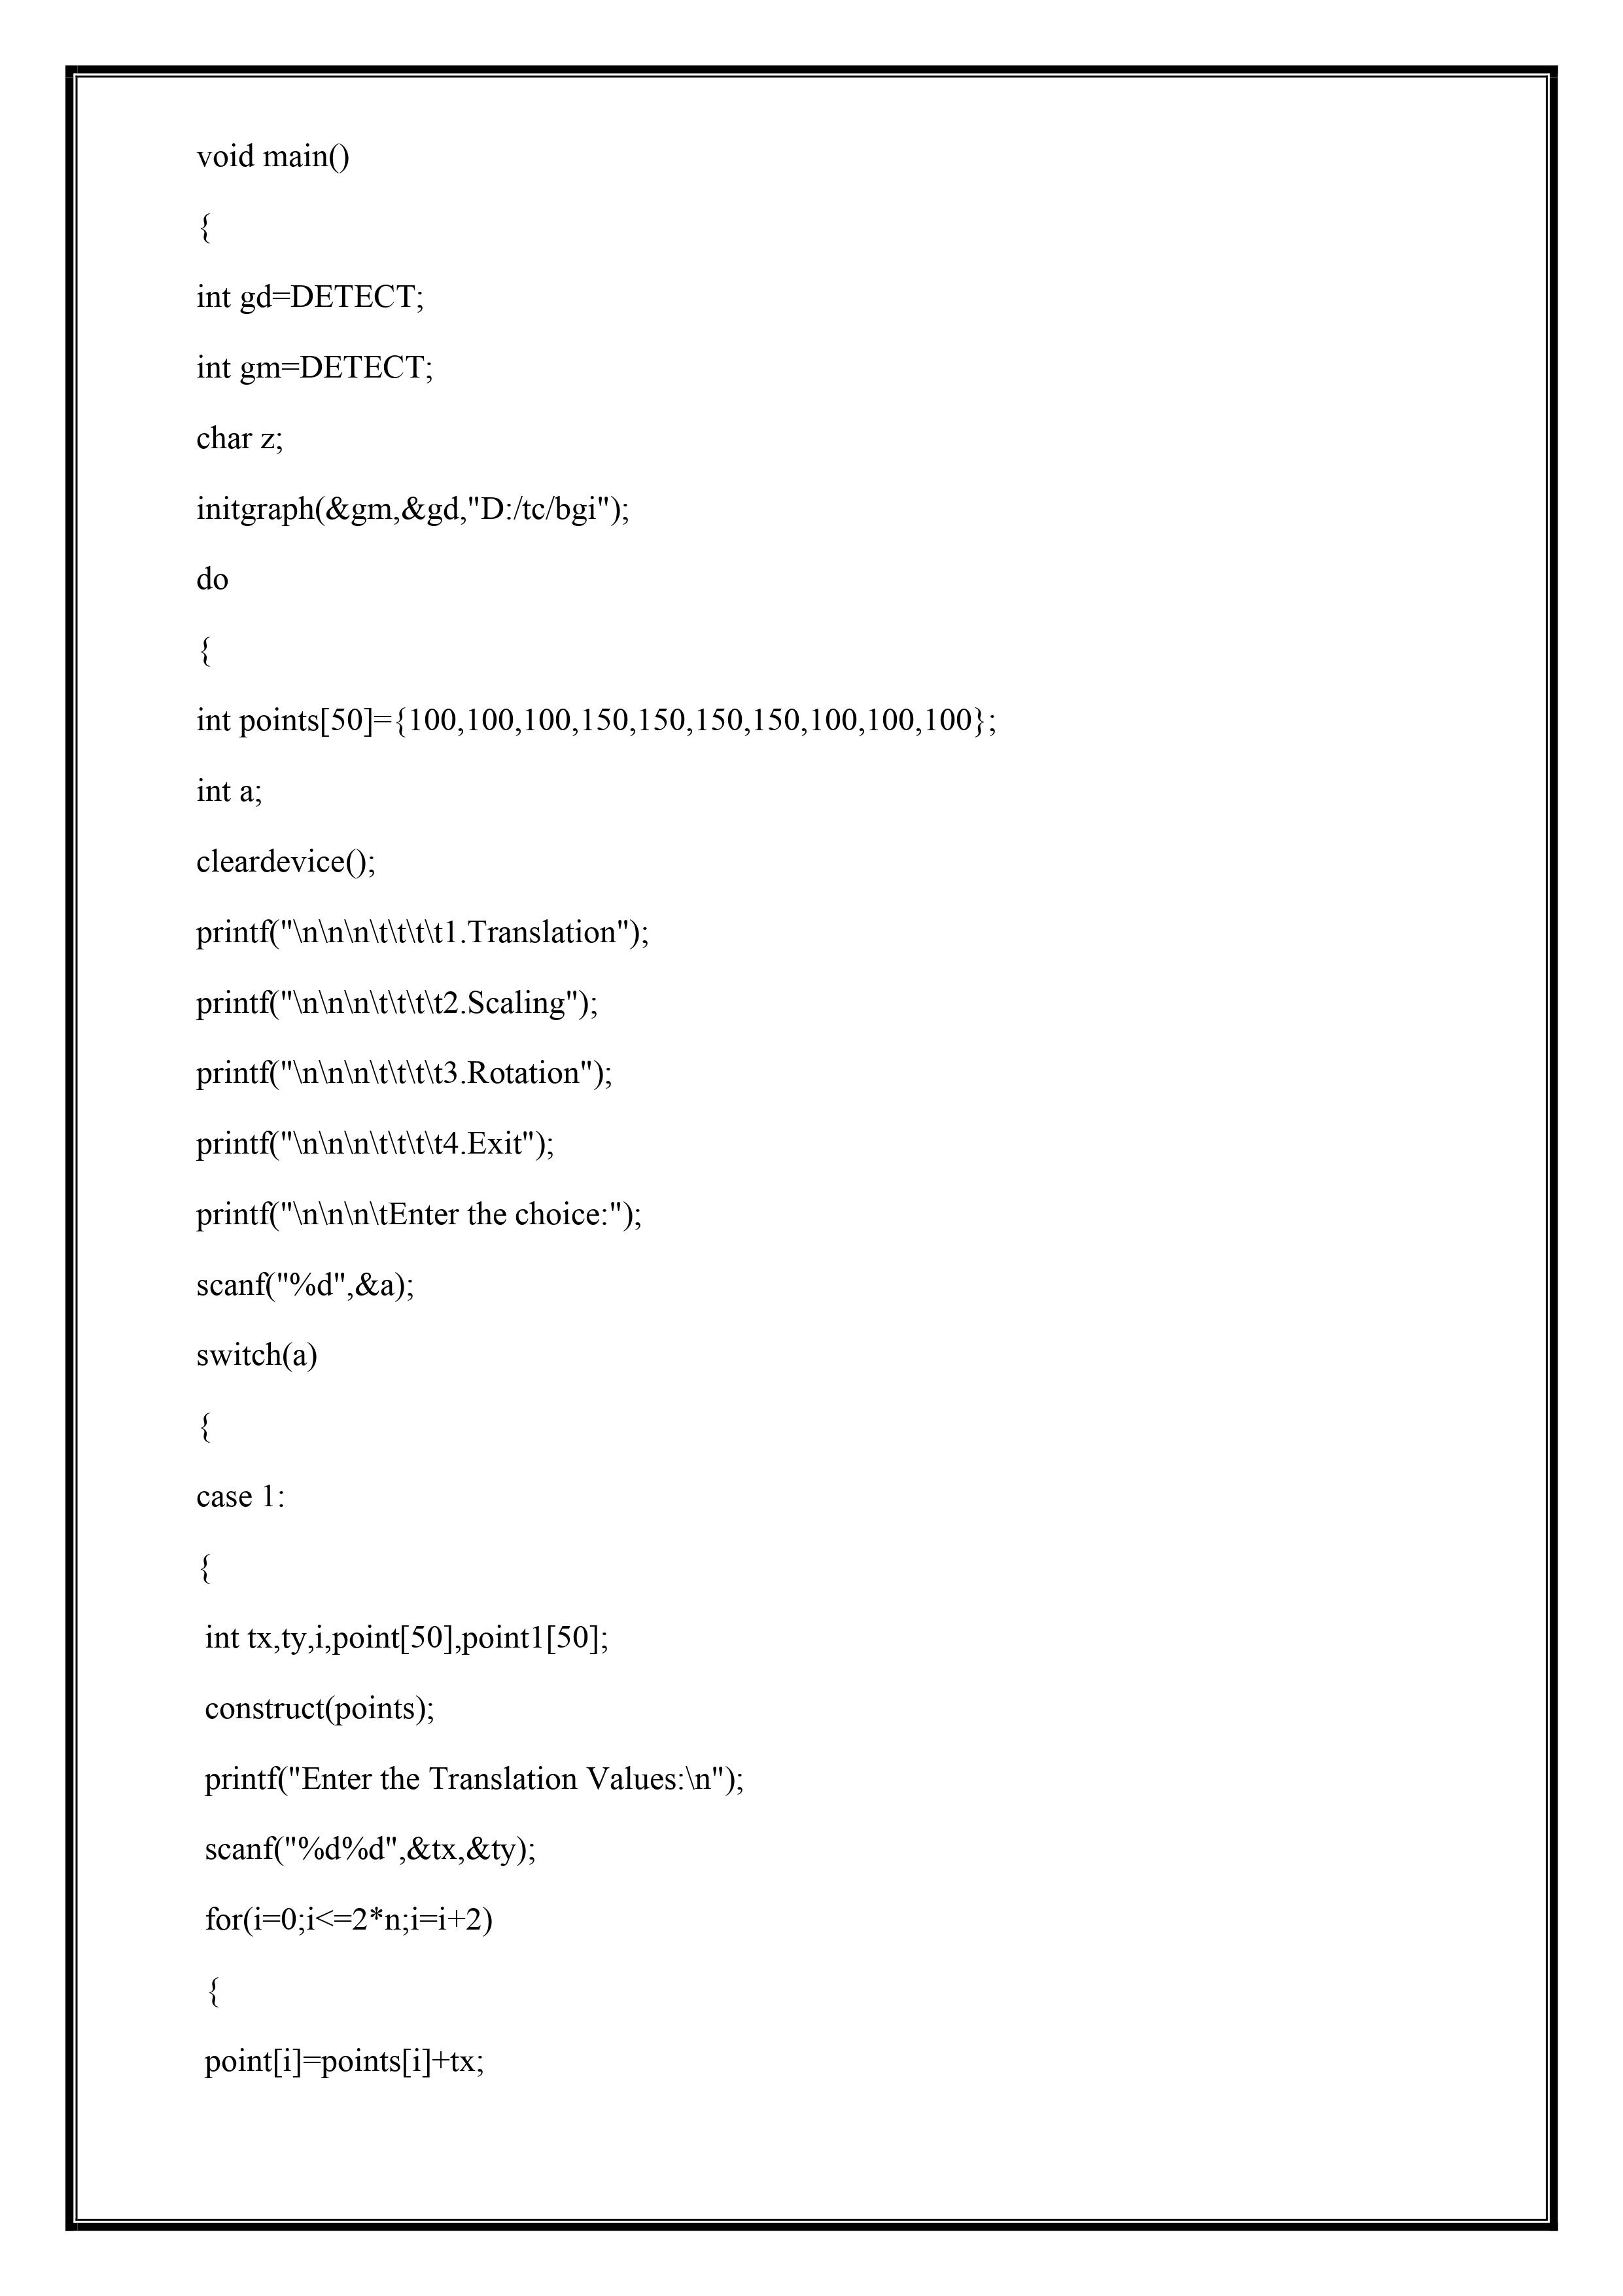 void main()
{
int gd=DETECT;
int gm=DETECT;
char z;
initgraph(&gm,&gd,"D:/tc/bgi");
do
{
int points[50]={100,100,100,150,150,150,150,100,100,100};
int a;
cleardevice();
printf("\n\n\n\t\t\t\t1.Translation");
printf("\n\n\n\t\t\t\t2.Scaling");
printf("\n\n\n\t\t\t\t3.Rotation");
printf("\n\n\n\t\t\t\t4.Exit");
printf("\n\n\n\tEnter the choice:");
scanf("%d",&a);
switch(a)
{
case 1:
{
int tx,ty,i,point[50],point1[50];
construct(points);
printf("Enter the Translation Values:\n");
scanf("%d%d",&tx,&ty);
for(i=0;i<=2*n;i=i+2)
{
point[i]=points[i]+tx;